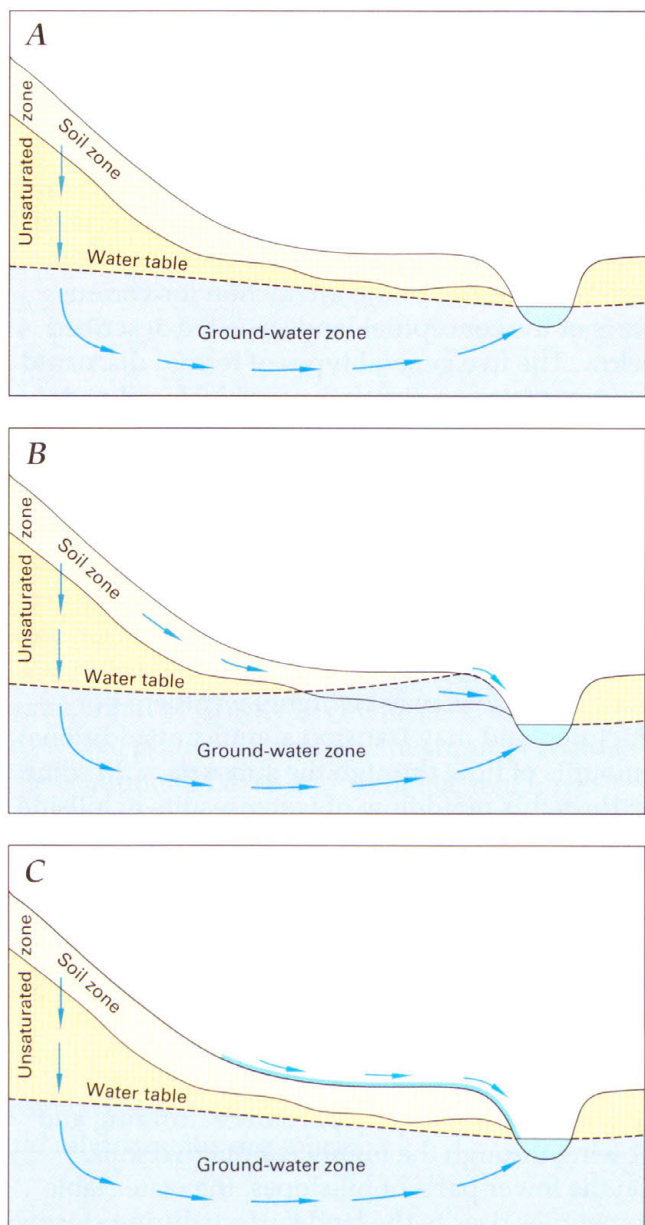 A
Unsaturated zone
Soil zone
Water table
Ground-water zone
B
Unsaturated zone
Soil zone
Water table
Ground-water zone
C
Unsaturated zone
Soil zone
Water table
Ground-water zone